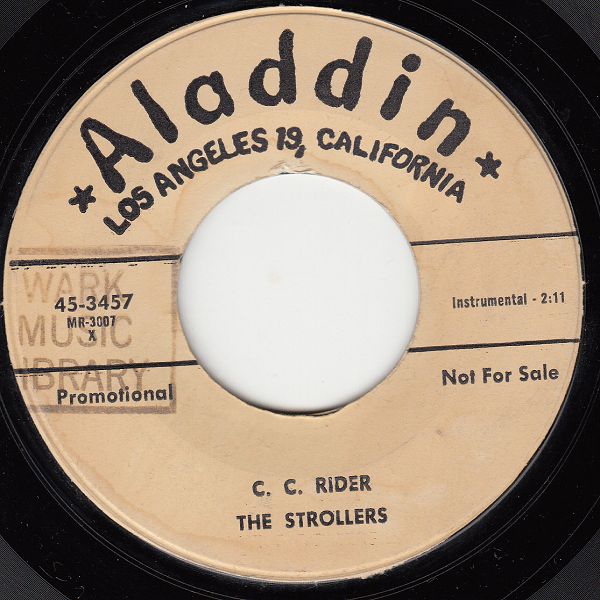 ★ Aladdin ★
LOS ANGELES 19, CALIFORNIA
WARK
MUSIC
IBRARY
45-3457
MR-3007
X
Promotional
Instrumental - 2:11
Not For Sale
C. C. RIDER
THE STROLLERS